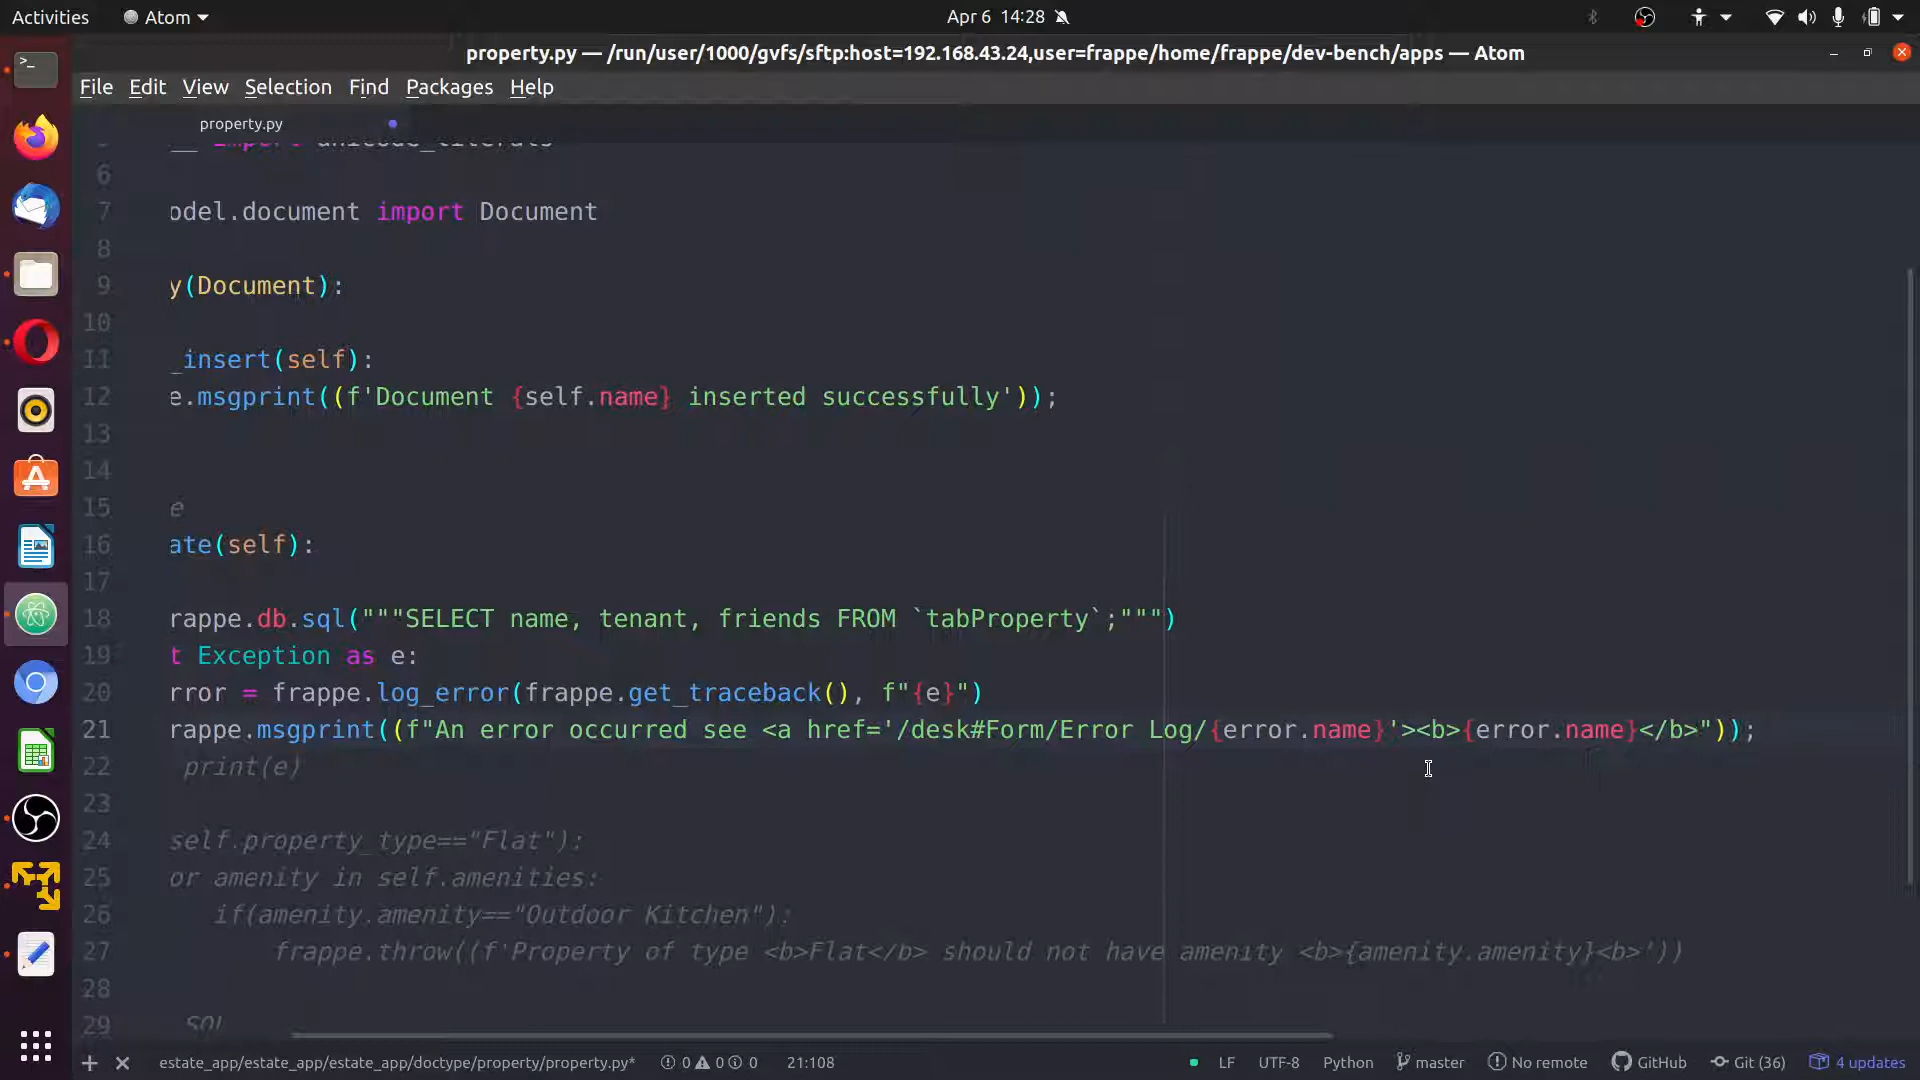 Activities
Atom
Apr 6 14:28
property.py — /run/user/1000/gvfs/sftp:host=192.168.43.24,user=frappe/home/frappe/dev-bench/apps — Atom
File Edit View Selection Find Packages Help
property.py
__ import unicode_literals
6
7 odel.document import Document
8
9 y(Document):
10
11 _insert(self):
12 e.msgprint((f'Document {self.name} inserted successfully'));
13
14
15 e
16 ate(self):
17
18 rappe.db.sql("""SELECT name, tenant, friends FROM `tabProperty`;""")
19 t Exception as e:
20 rror = frappe.log_error(frappe.get_traceback(), f"{e}")
21 rappe.msgprint((f"An error occurred see <a href='/desk#Form/Error Log/{error.name}'><b>{error.name}</b>"));
22 print(e)
23
24 self.property_type=="Flat"):
25 or amenity in self.amenities:
26 if(amenity.amenity=="Outdoor Kitchen"):
27 frappe.throw((f'Property of type <b>Flat</b> should not have amenity <b>{amenity.amenity}<b>'))
28
29 SQL
estate_app/estate_app/estate_app/doctype/property/property.py* 0 0 0 21:108 LF UTF-8 Python master No remote GitHub Git (36) 4 updates